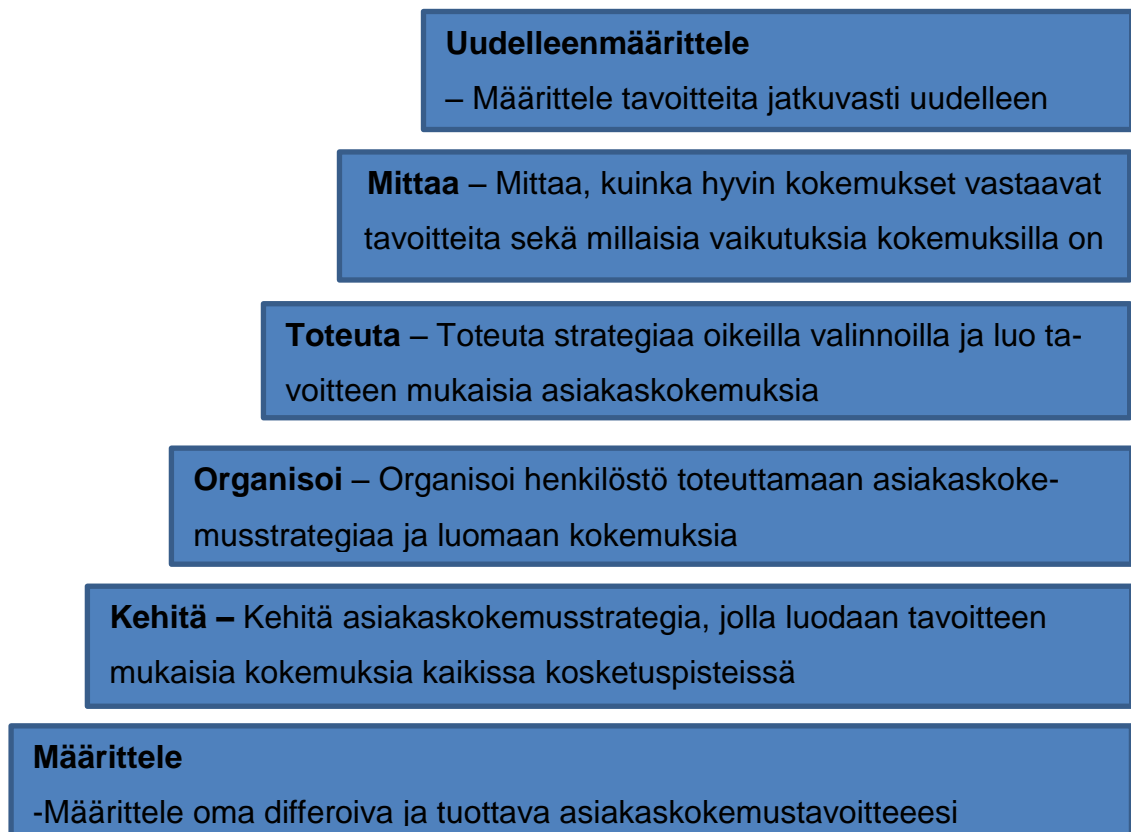 Uudelleenmäärittele
– Määrittele tavoitteita jatkuvasti uudelleen
Mittaa – Mittaa, kuinka hyvin kokemukset vastaavat
tavoitteita sekä millaisia vaikutuksia kokemuksilla on
Toteuta – Toteuta strategiaa oikeilla valinnoilla ja luo ta-
voitteen mukaisia asiakaskokemuksia
Organisoi – Organisoi henkilöstö toteuttamaan asiakaskoke-
musstrategiaa ja luomaan kokemuksia
Kehitä – Kehitä asiakaskokemusstrategia, jolla luodaan tavoitteen
mukaisia kokemuksia kaikissa kosketuspisteissä
Määrittele
-Määrittele oma differoiva ja tuottava asiakaskokemustavoitteeesi